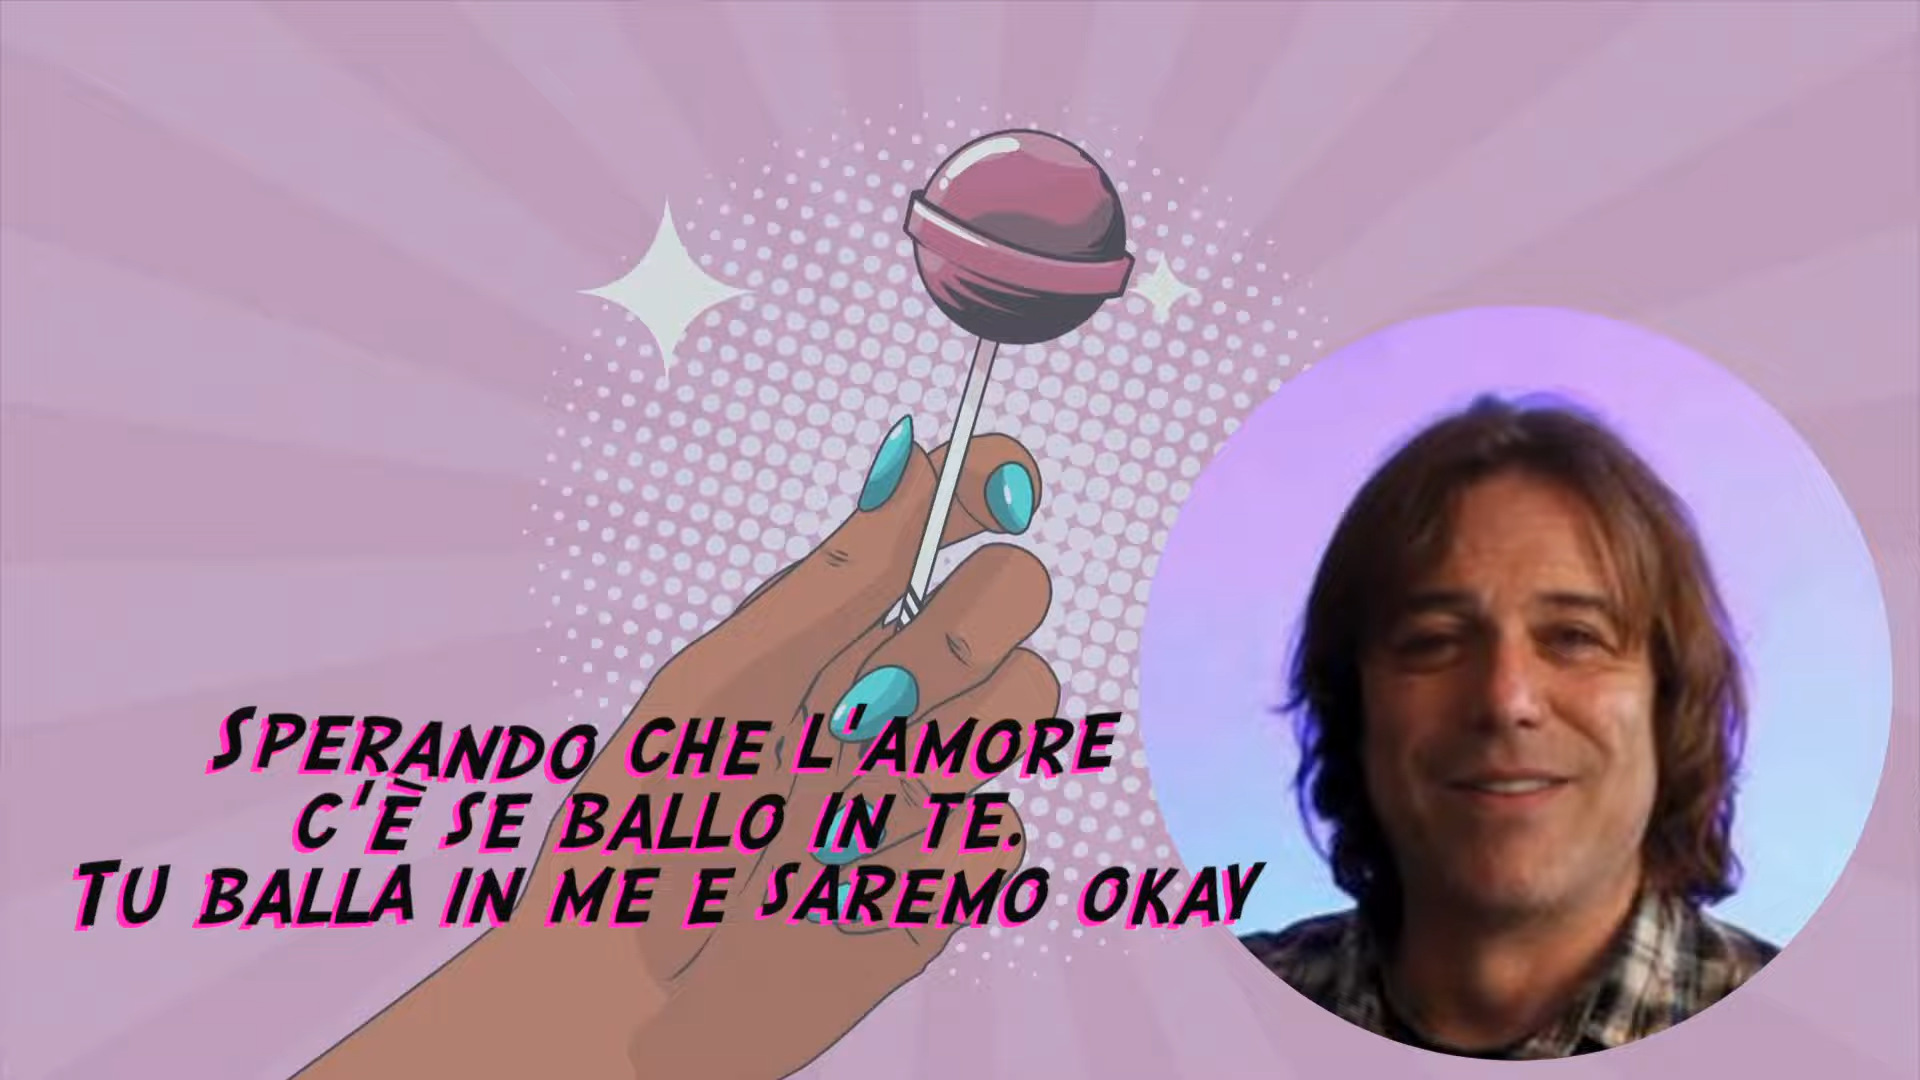 Sperando che l'amore
c'è se ballo in te.
Tu balla in me e saremo okay